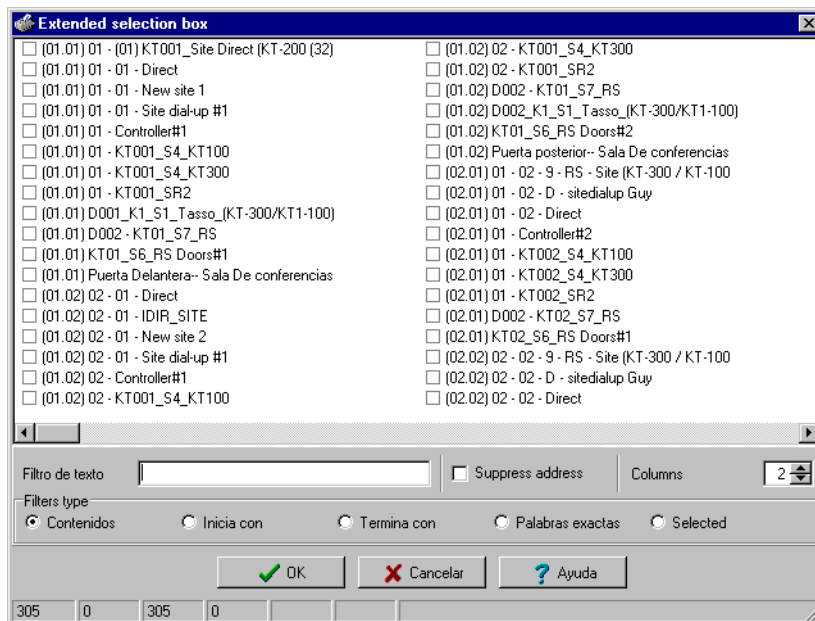 Extended selection box
(01.01) 01 - (01) KT001_Site Direct (KT-200 (32)
(01.01) 01 - 01 - Direct
(01.01) 01 - 01 - New site 1
(01.01) 01 - 01 - Site dial-up #1
(01.01) 01 - Controller#1
(01.01) 01 - KT001_S4_KT100
(01.01) 01 - KT001_S4_KT300
(01.01) 01 - KT001_SR2
(01.01) D001_K1_S1_Tasso_(KT-300/KT1-100)
(01.01) D002 - KT01_S7_RS
(01.01) KT01_S6_RS Doors#1
(01.01) Puerta Delantera-- Sala De conferencias
(01.02) 02 - 01 - Direct
(01.02) 02 - 01 - IDIR_SITE
(01.02) 02 - 01 - New site 2
(01.02) 02 - 01 - Site dial-up #1
(01.02) 02 - Controller#1
(01.02) 02 - KT001_S4_KT100
(01.02) 02 - KT001_S4_KT300
(01.02) 02 - KT001_SR2
(01.02) D002 - KT01_S7_RS
(01.02) D002_K1_S1_Tasso_(KT-300/KT1-100)
(01.02) KT01_S6_RS Doors#2
(01.02) Puerta posterior-- Sala De conferencias
(02.01) 01 - 02 - 9 - RS - Site (KT-300 / KT-100
(02.01) 01 - 02 - D - sitedialup Guy
(02.01) 01 - 02 - Direct
(02.01) 01 - Controller#2
(02.01) 01 - KT002_S4_KT100
(02.01) 01 - KT002_S4_KT300
(02.01) 01 - KT002_SR2
(02.01) D002 - KT02_S7_RS
(02.01) KT02_S6_RS Doors#1
(02.02) 02 - 02 - 9 - RS - Site (KT-300 / KT-100
(02.02) 02 - 02 - D - sitedialup Guy
(02.02) 02 - 02 - Direct
Filtro de texto Suppress address Columns 2
Filters type
Contenidos Inicia con Termina con Palabras exactas Selected
OK Cancelar Ayuda
305 0 305 0